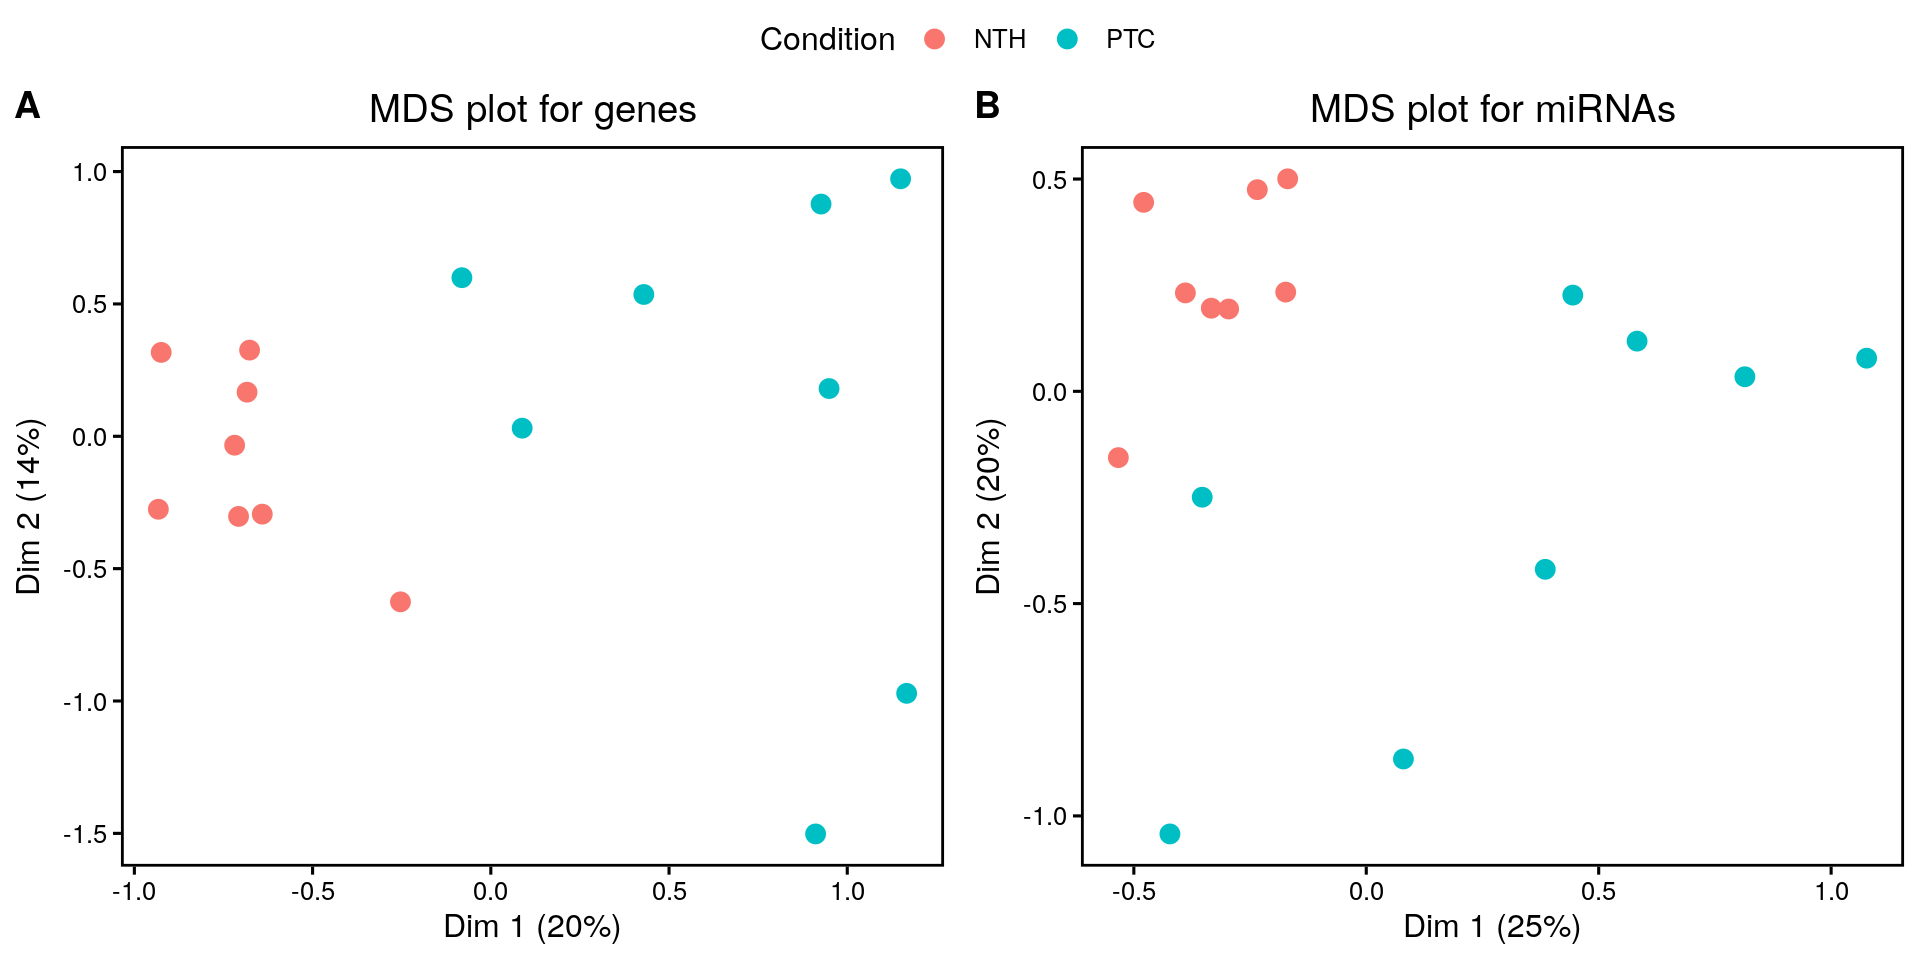 Condition NTH PTC
A MDS plot for genes
1.0
0.5
0.0
-0.5
-1.0
-1.5
Dim 2 (14%)
-1.0 -0.5 0.0 0.5 1.0
Dim 1 (20%)
B MDS plot for miRNAs
0.5
0.0
-0.5
-1.0
Dim 2 (20%)
-0.5 0.0 0.5 1.0
Dim 1 (25%)